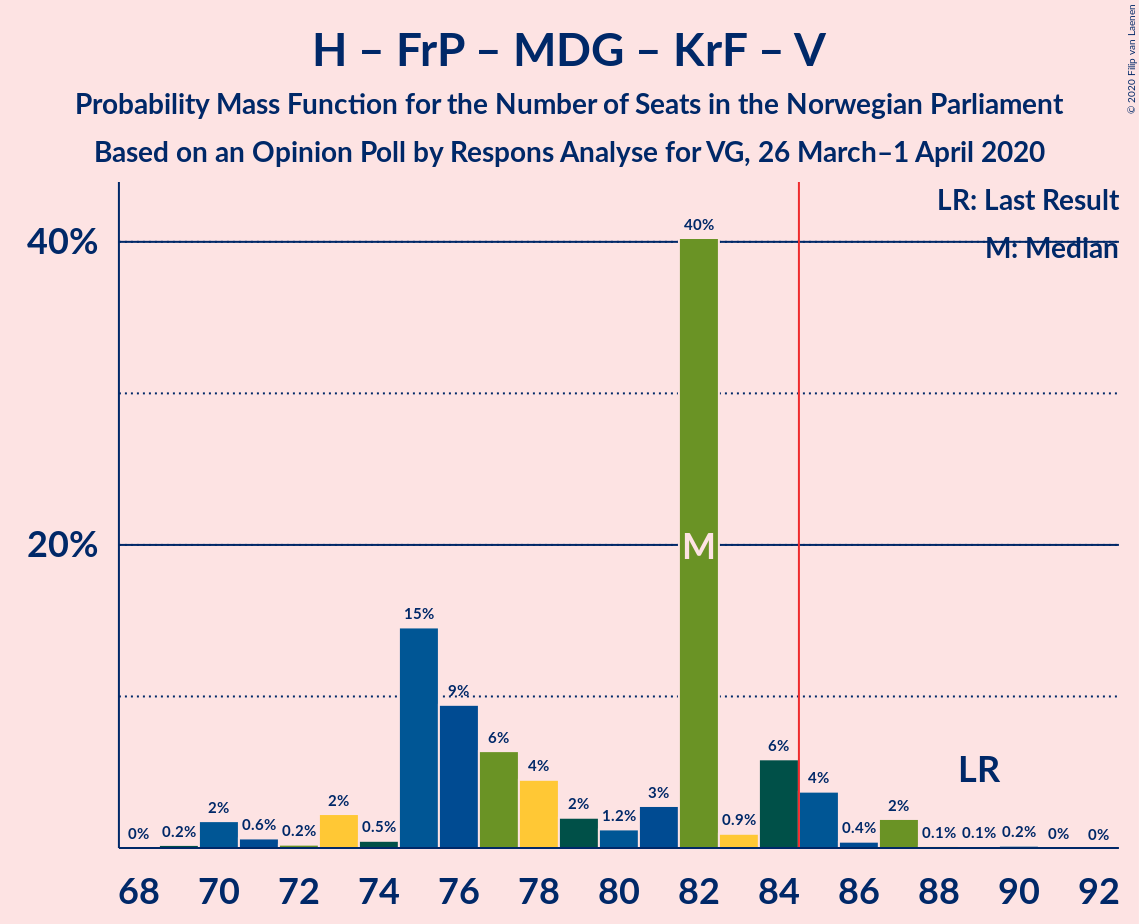 H – FrP – MDG – KrF – V
Probability Mass Function for the Number of Seats in the Norwegian Parliament
Based on an Opinion Poll by Respons Analyse for VG, 26 March–1 April 2020
© 2020 Filip van Laenen
LR: Last Result
M: Median
40%
20%
0% 0.2% 2% 0.6% 0.2% 2% 0.5% 15% 9% 6% 4% 2% 1.2% 3% 40% 0.9% 6% 4% 0.4% 2% 0.1% 0.1% 0.2% 0% 0%
M
LR
68 70 72 74 76 78 80 82 84 86 88 90 92